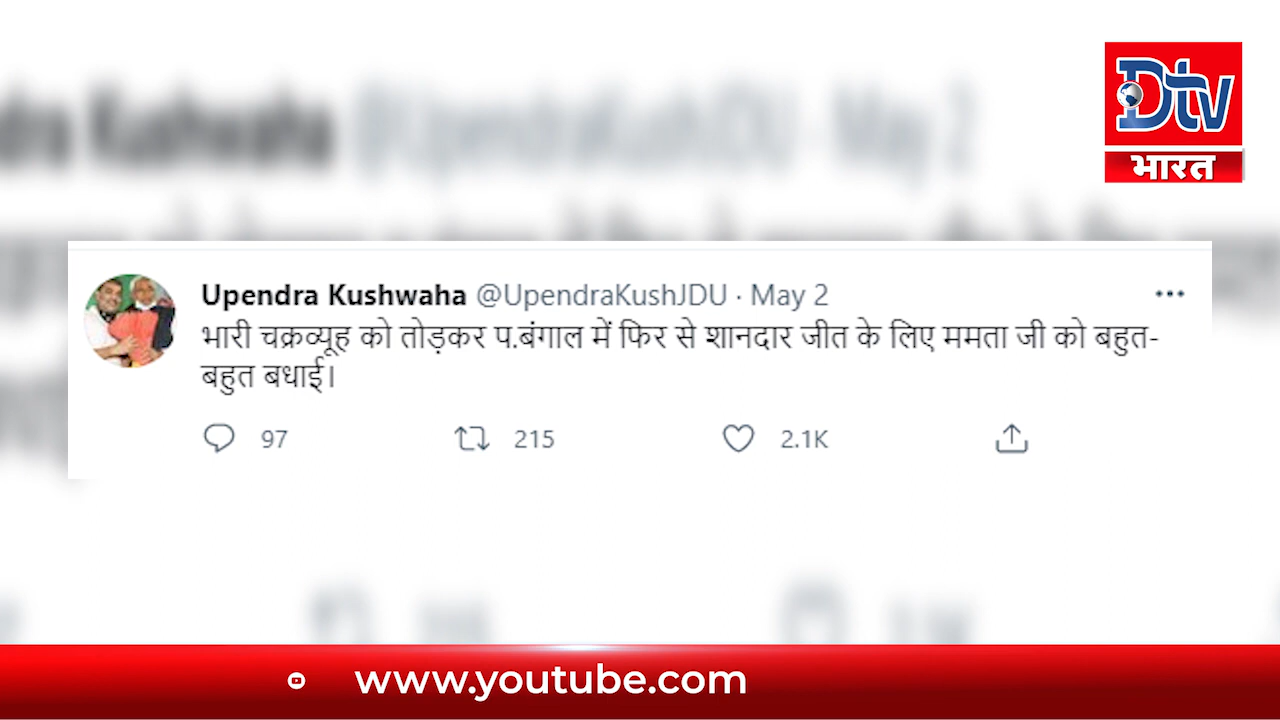 Dtv
भारत
Upendra Kushwaha @UpendraKushJDU · May 2
भारी चक्रव्यूह को तोड़कर प.बंगाल में फिर से शानदार जीत के लिए ममता जी को बहुत-
बहुत बधाई।
97 215 2.1K
www.youtube.com